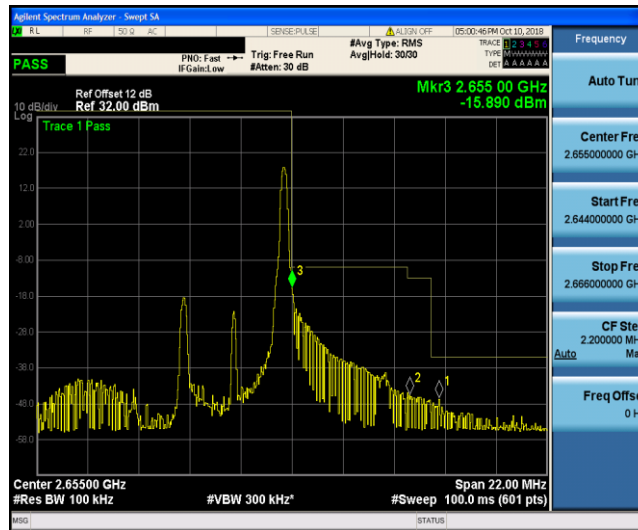 Agilent Spectrum Analyzer - Swept SA
RL RF 50 Ω AC SENSE:PULSE ALIGN OFF 05:00:46 PM Oct 10, 2018
#Avg Type: RMS TRACE 1 2 3 4 5 6
PNO: Fast Trig: Free Run Avg|Hold: 30/30 TYPE
PASS IFGain:Low #Atten: 30 dB DET A A A A A A
Mkr3 2.655 00 GHz
Ref Offset 12 dB
10 dB/div Ref 32.00 dBm -15.890 dBm
Log
Trace 1 Pass
22.0
12.0
2.00
-8.00
3
-18.0
-28.0
-38.0
2 1
-48.0
-58.0
Center 2.65500 GHz Span 22.00 MHz
#Res BW 100 kHz #VBW 300 kHz* #Sweep 100.0 ms (601 pts)
MSG STATUS
Frequency
Auto Tun
Center Fre
2.655000000 GH
Start Fre
2.644000000 GH
Stop Fre
2.666000000 GH
CF Ste
2.200000 MH
Auto Ma
Freq Offse
0 H